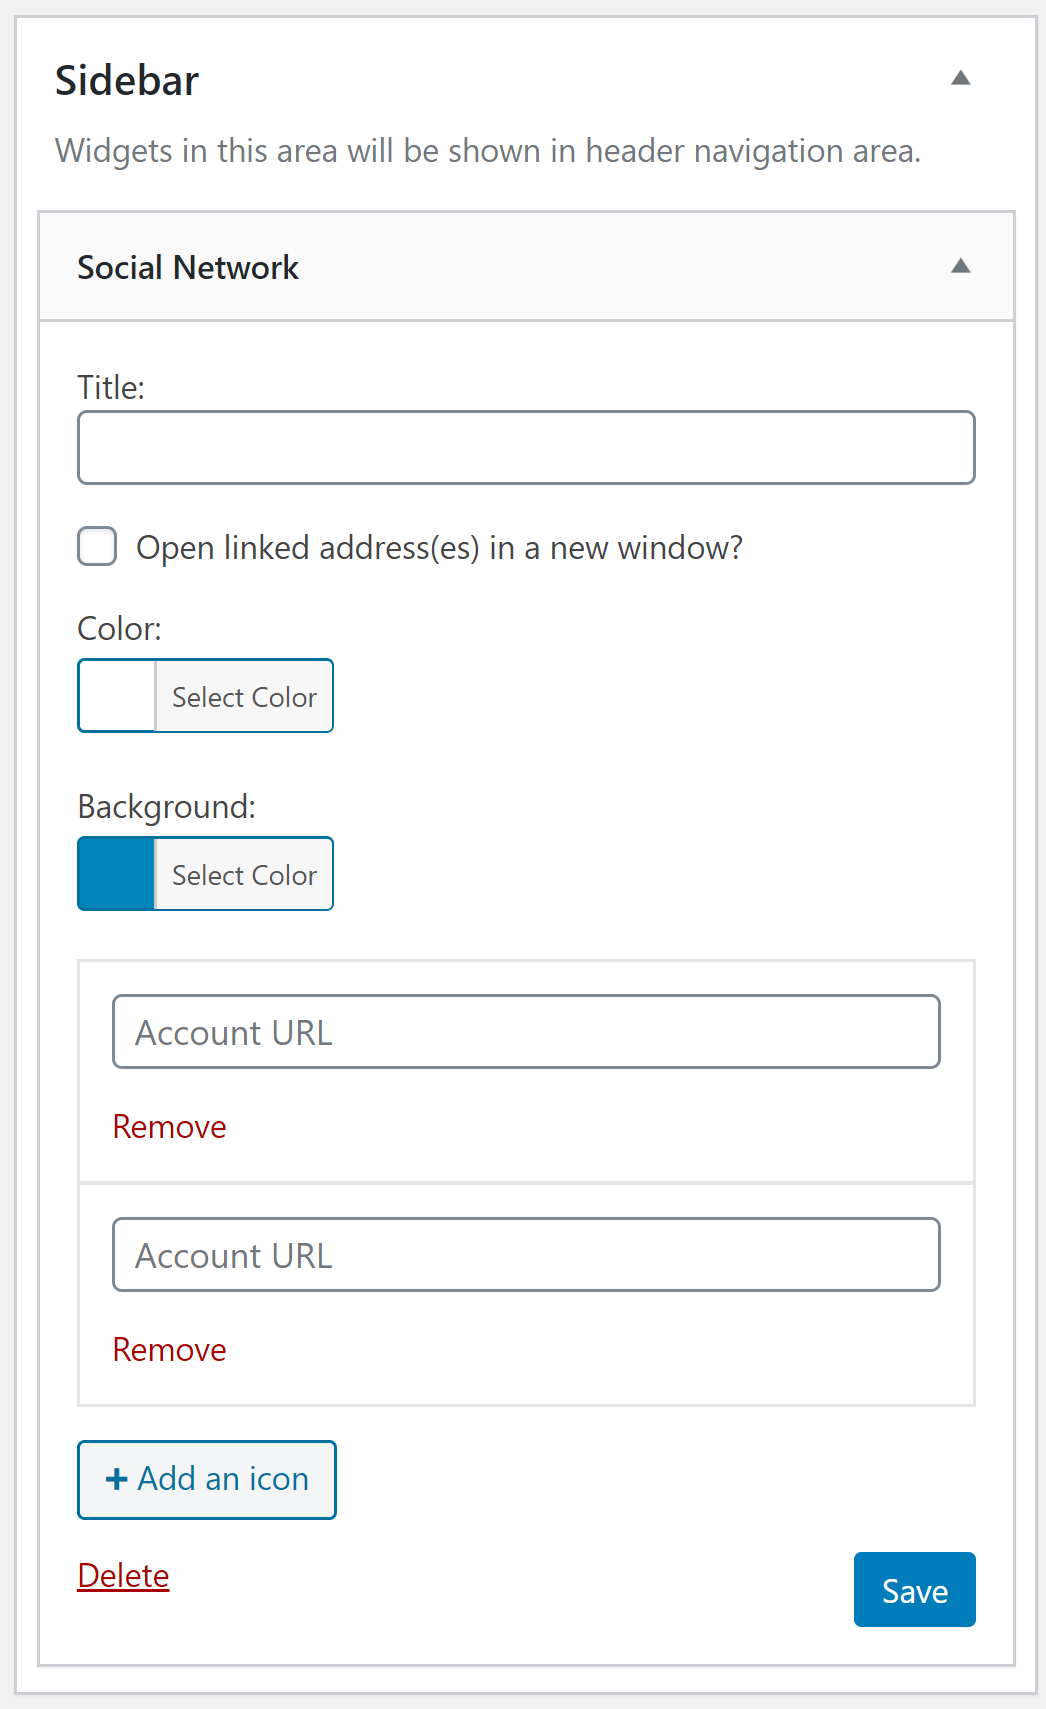 Sidebar
Widgets in this area will be shown in header navigation area.
Social Network
Title:
Open linked address(es) in a new window?
Color:
Select Color
Background:
Select Color
Account URL
Remove
Account URL
Remove
+ Add an icon
Delete
Save